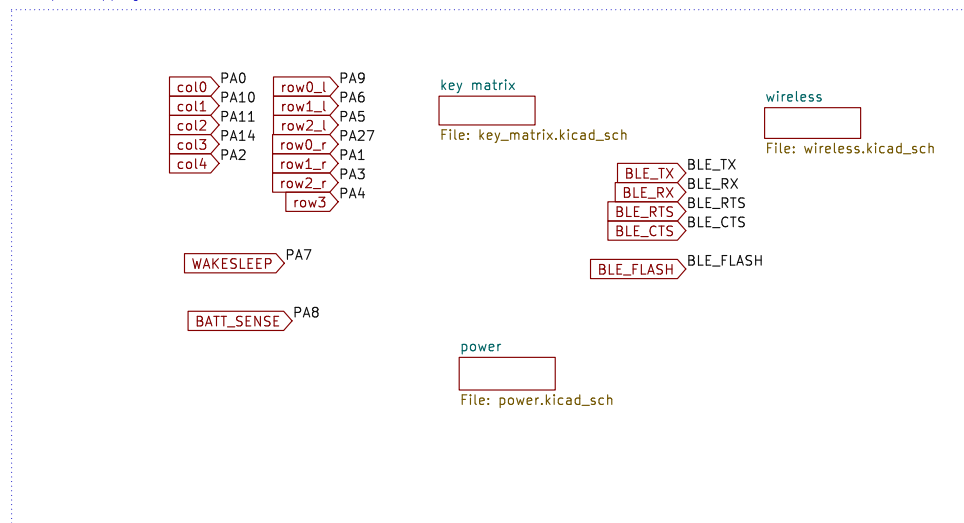 col0 PA0
col1 PA10
col2 PA11
col3 PA14
col4 PA2
row0_l PA9
row1_l PA6
row2_l PA5
row0_r PA27
row1_r PA1
row2_r PA3
row3 PA4
key matrix
File: key_matrix.kicad_sch
wireless
File: wireless.kicad_sch
BLE_TX BLE_TX
BLE_RX BLE_RX
BLE_RTS BLE_RTS
BLE_CTS BLE_CTS
BLE_FLASH BLE_FLASH
WAKESLEEP PA7
BATT_SENSE PA8
power
File: power.kicad_sch